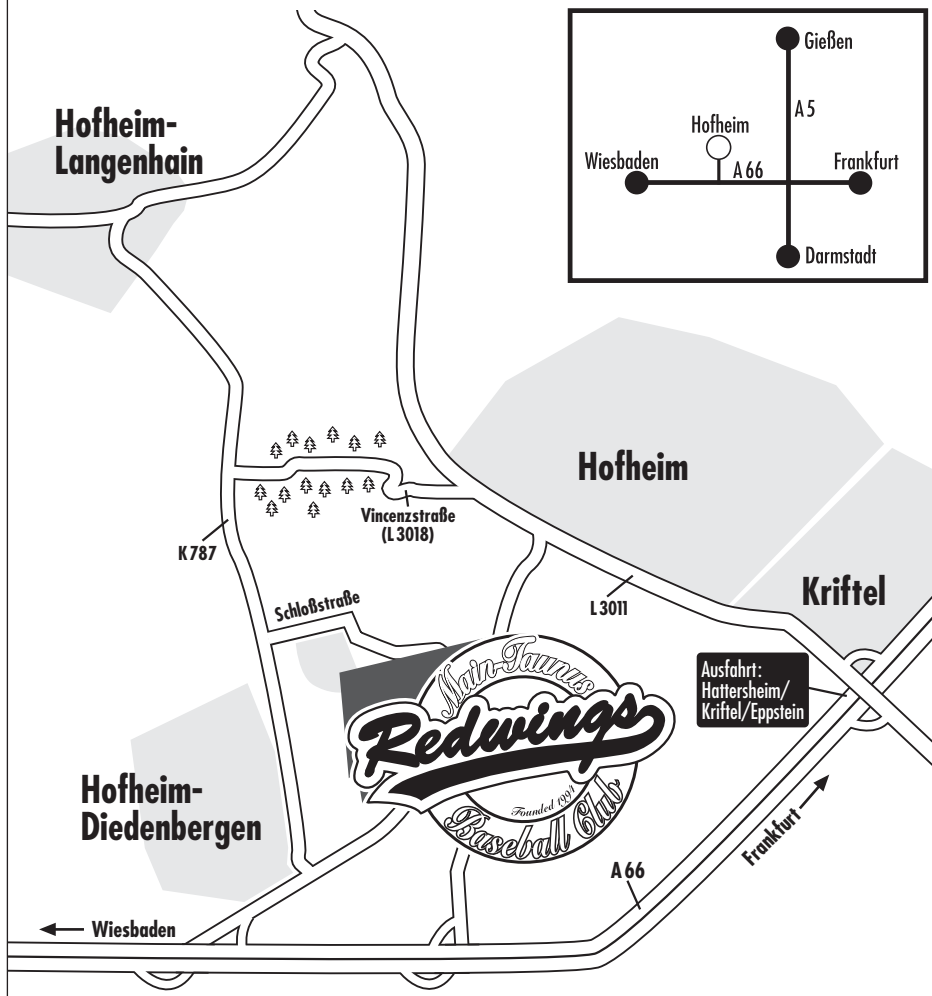 Gießen
A 5
Hofheim
Wiesbaden
A 66
Frankfurt
Darmstadt
Hofheim-
Langenhain
Hofheim
Vincenzstraße
(L 3018)
K 787
Kriftel
L 3011
Schloßstraße
Ausfahrt:
Hattersheim/
Kriftel/Eppstein
Main-Taunus
Redwings
Founded 1994
Baseball Club
Hofheim-
Diedenbergen
Frankfurt
A 66
Wiesbaden